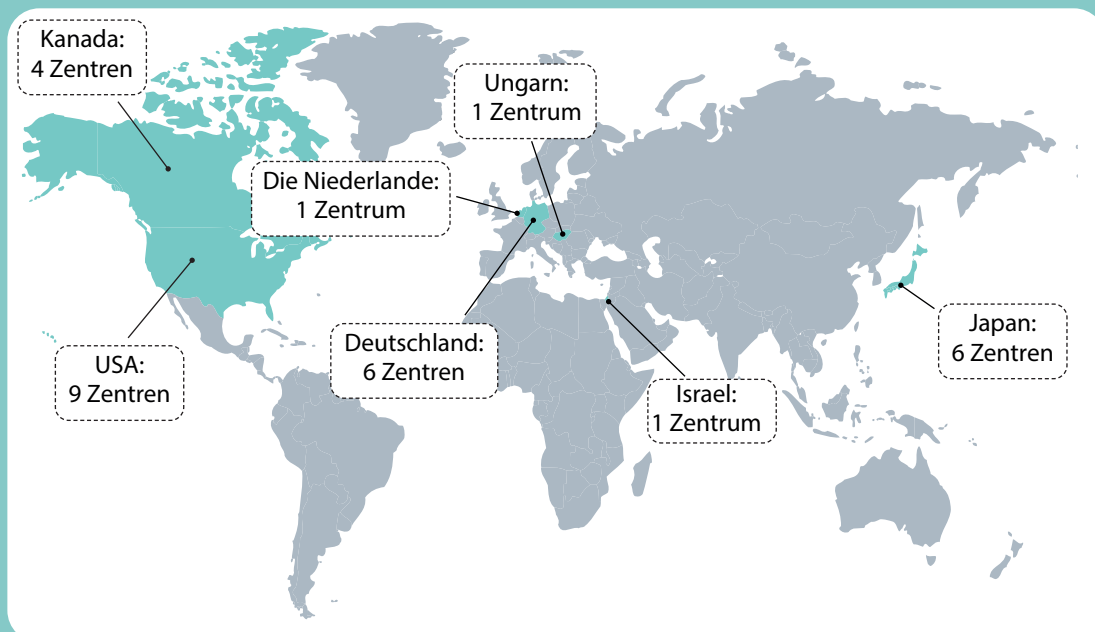 Kanada:
4 Zentren
Ungarn:
1 Zentrum
Die Niederlande:
1 Zentrum
USA:
9 Zentren
Deutschland:
6 Zentren
Israel:
1 Zentrum
Japan:
6 Zentren